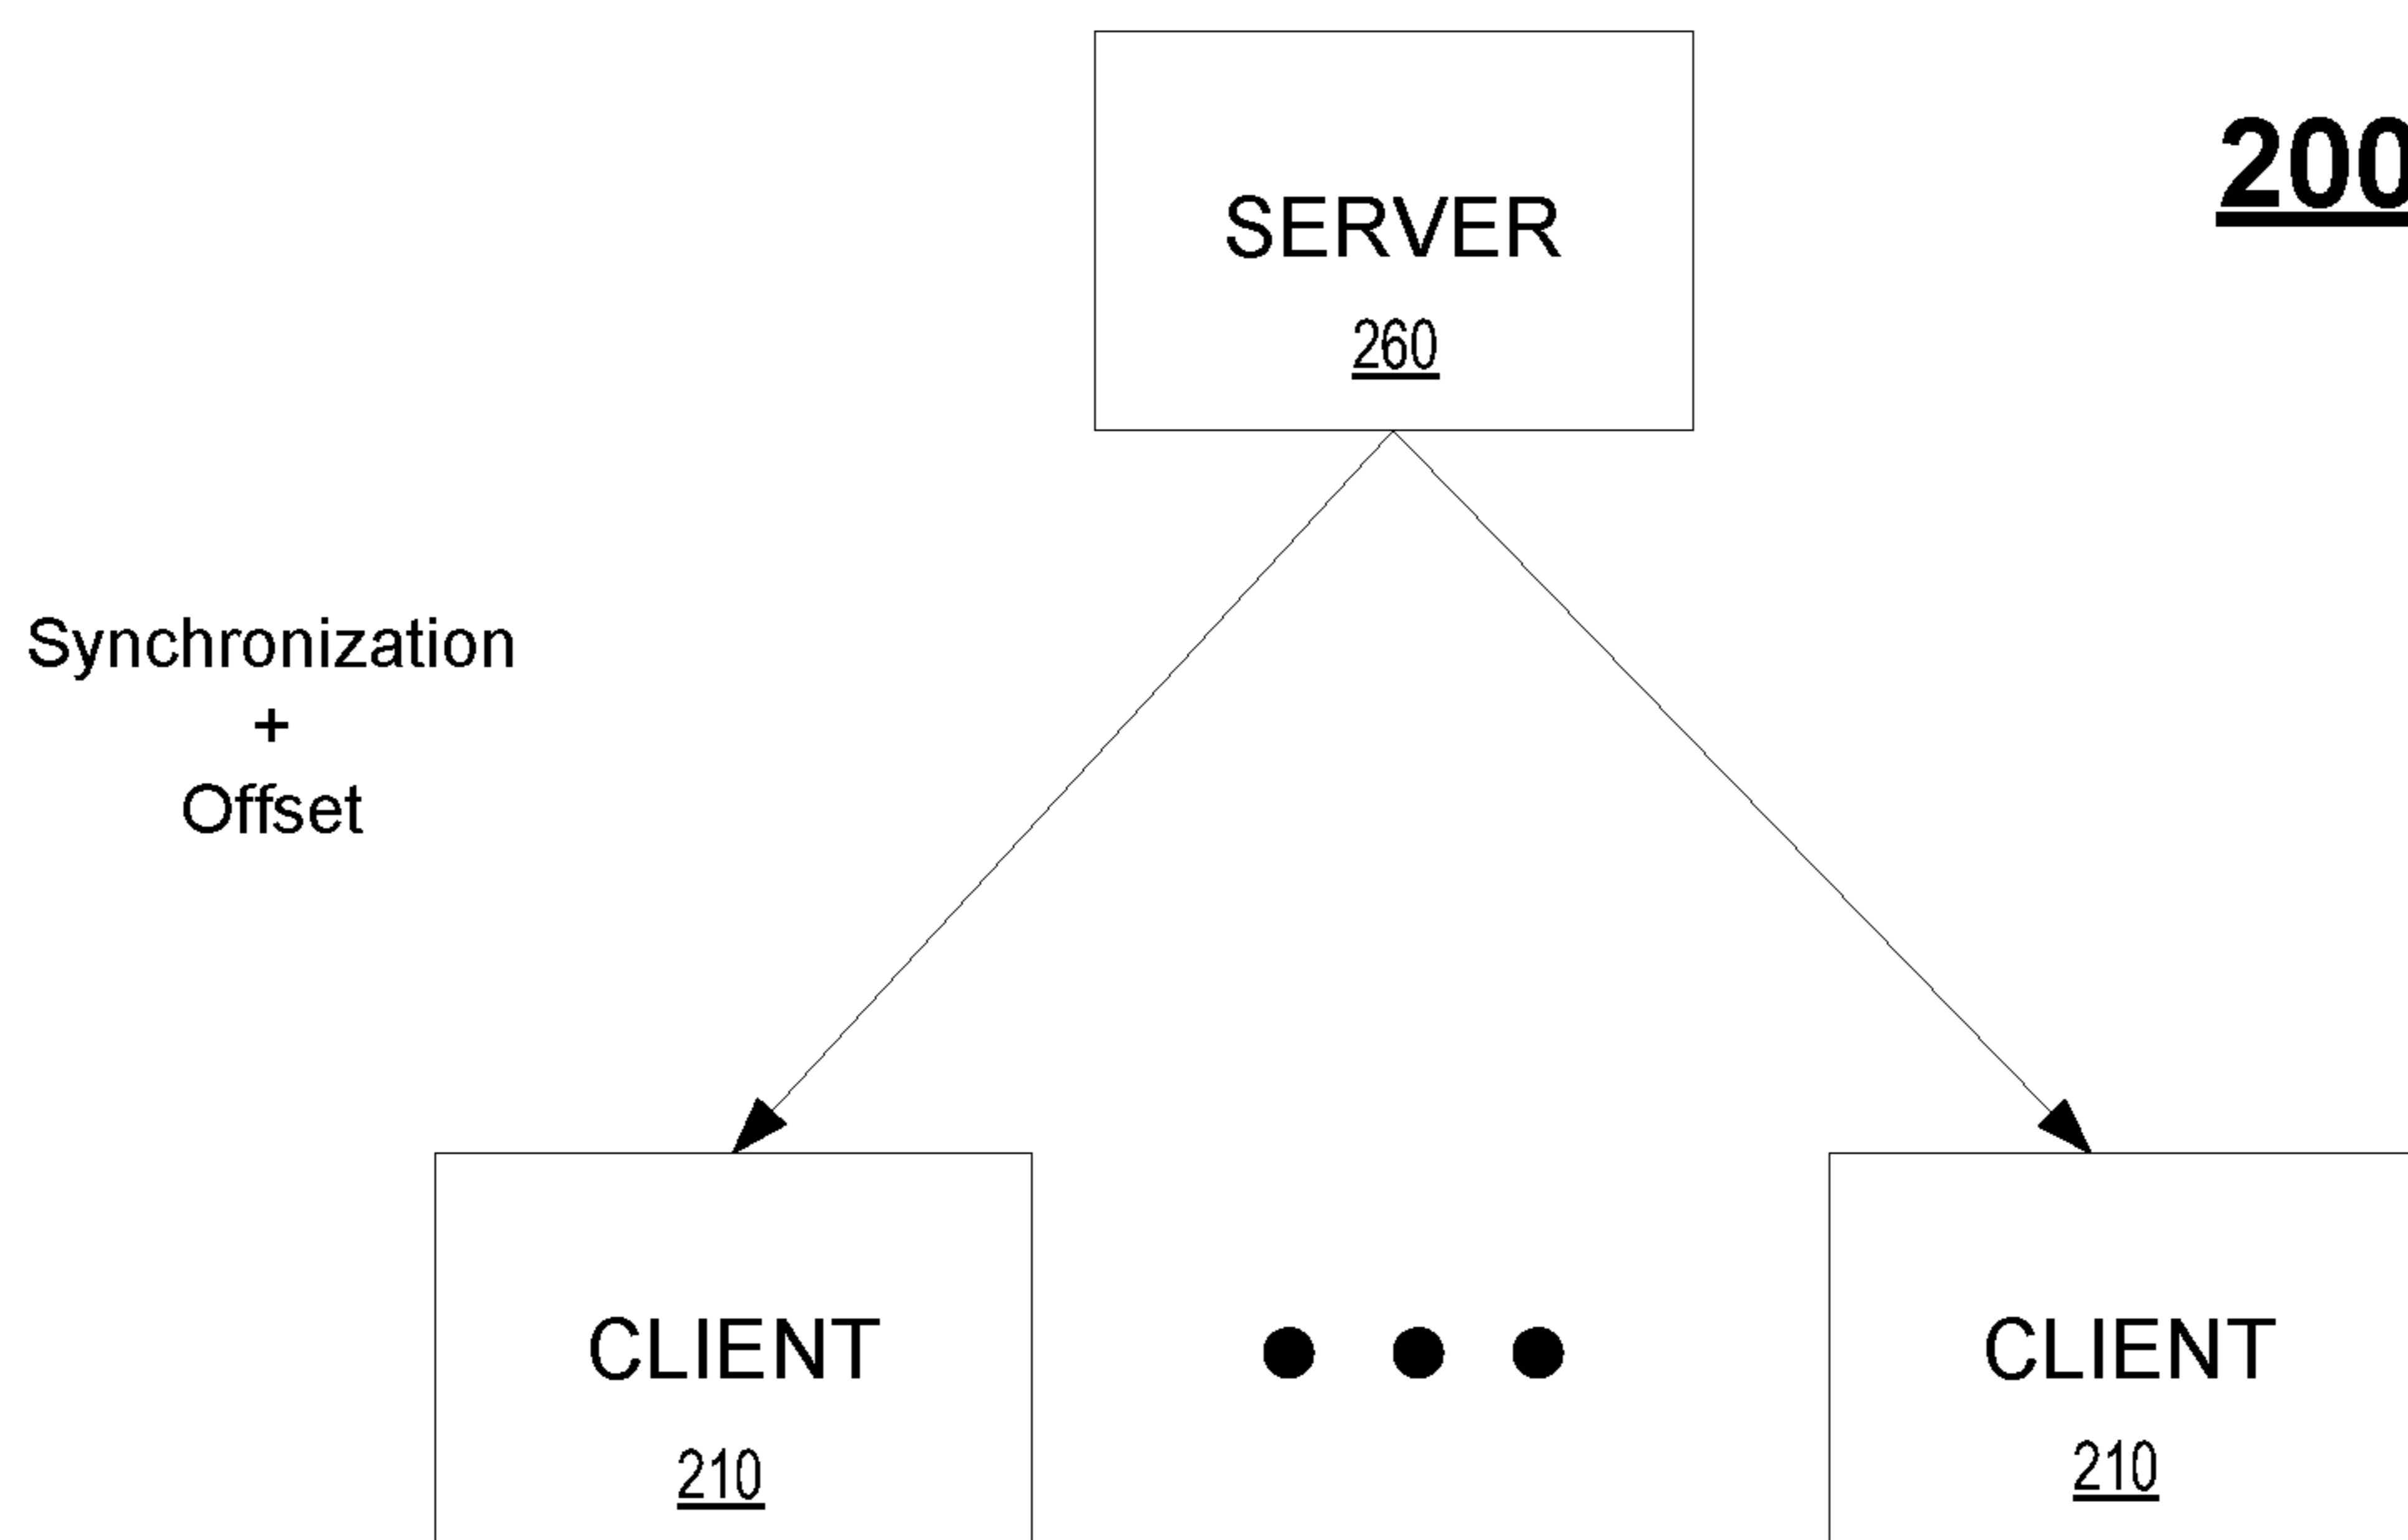 200
SERVER
260
Synchronization
+
Offset
CLIENT
210
CLIENT
210